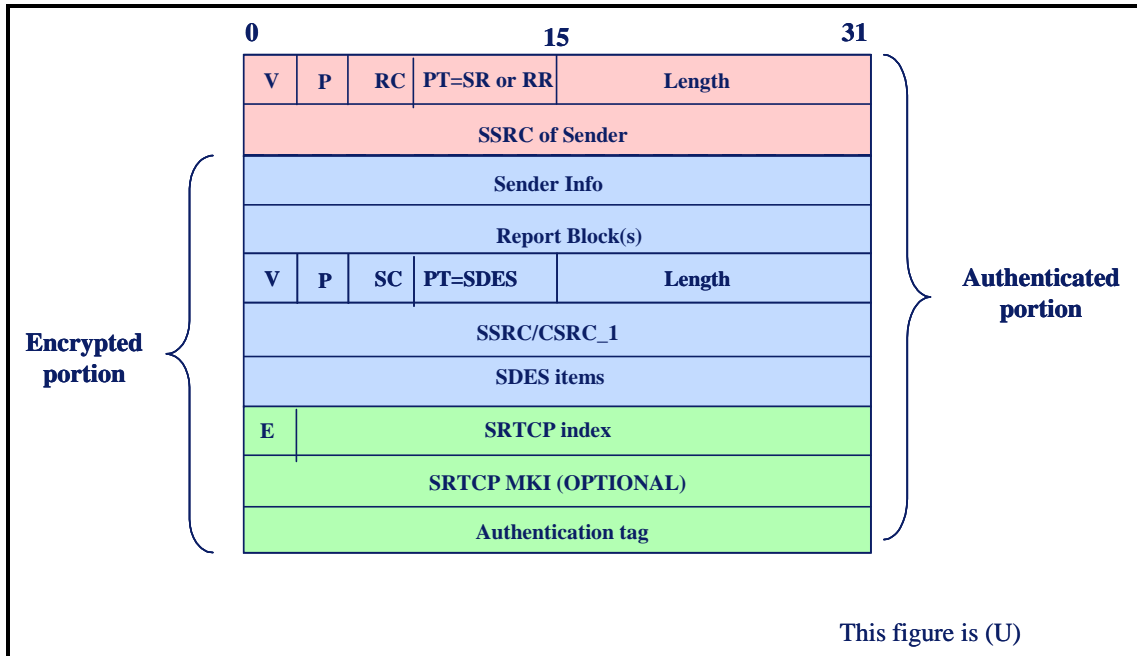 0 15 31
V P RC PT=SR or RR Length
SSRC of Sender
Sender Info
Report Block(s)
V P SC PT=SDES Length
SSRC/CSRC_1
SDES items
E SRTCP index
SRTCP MKI (OPTIONAL)
Authentication tag
Encrypted
portion
Authenticated
portion
This figure is (U)